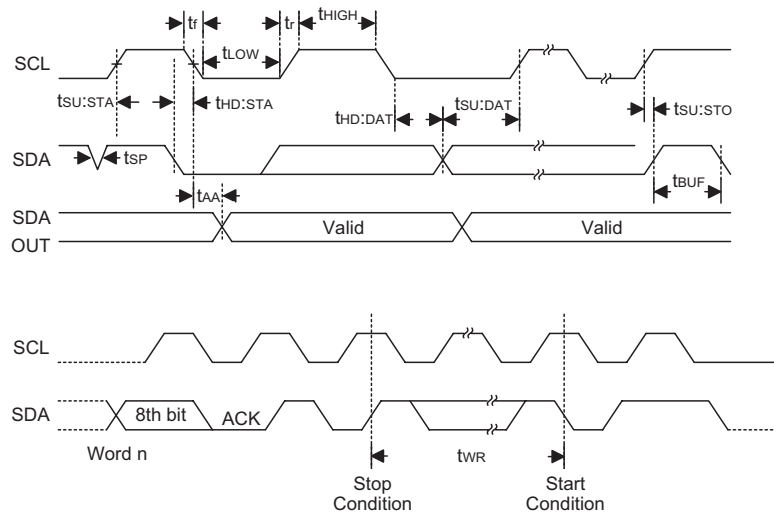 tf
tr
tHIGH
SCL
tLOW
tSU:STA
tHD:STA
tHD:DAT
tSU:DAT
tSU:STO
SDA
tSP
tBUF
tAA
SDA
OUT
Valid
Valid
SCL
SDA
8th bit
ACK
Word n
tWR
Stop
Condition
Start
Condition